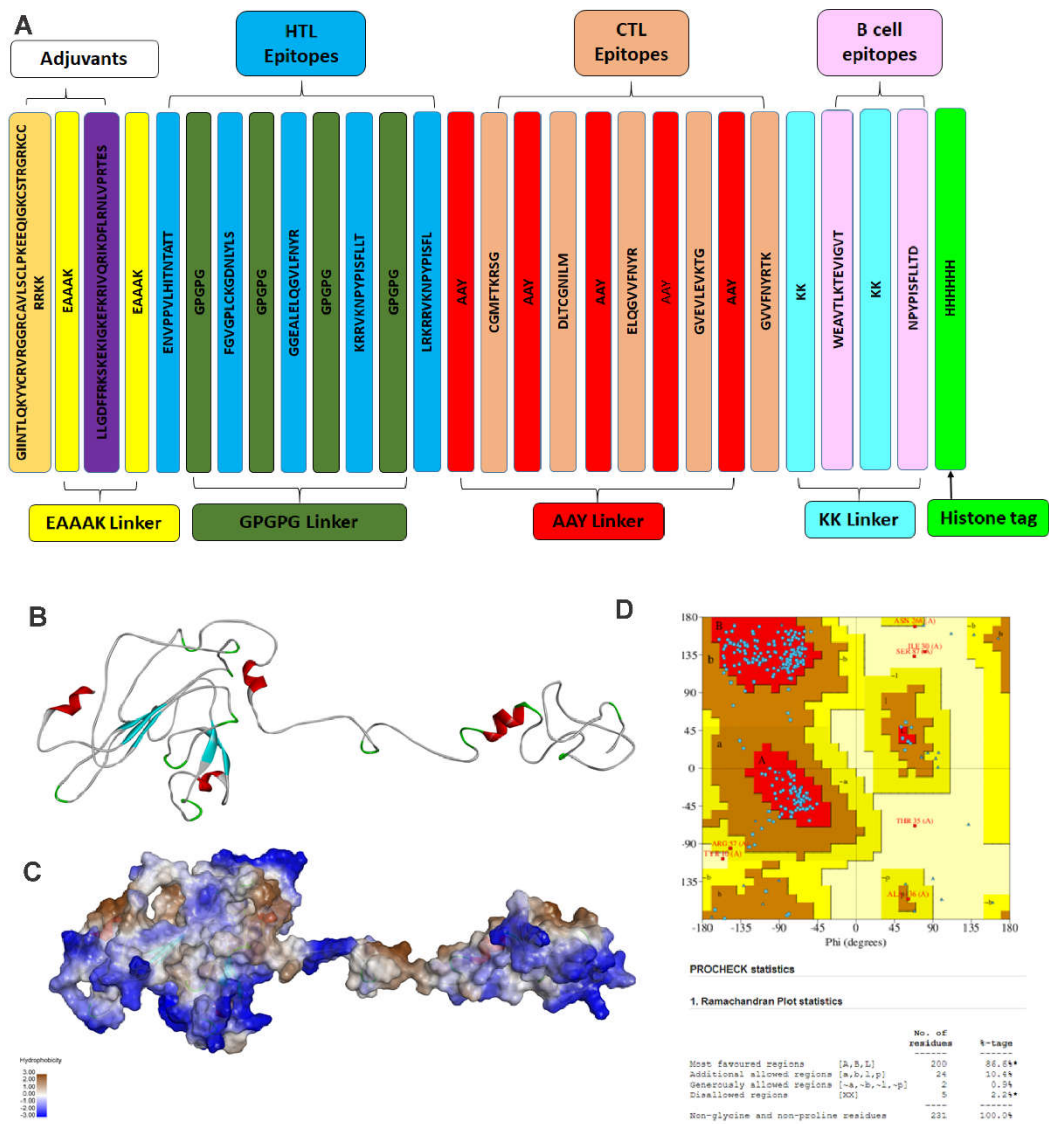 A
Adjuvants
HTL
Epitopes
CTL
Epitopes
B cell
epitopes
GIINTLQKYYCRVRGGRCAVLSCLPKEEQIGKCSTRGRKCC
RRKK
EAAAK
LLGDFFRKSKEKIGKEFKRIVQRIKDFLRNLVPRTES
EAAAK
ENVPPVLHITNTATT
GPGPG
FGVGPLCKGDNLYLS
GPGPG
GGEALELQGVLFNYR
GPGPG
KRRVKNPYPISFLLT
GPGPG
LRKRRVKNPYPISFL
AAY
CGMFTKRSG
AAY
DLTCGNILM
AAY
ELQGVVFNYR
AAY
GVEVLEVKTG
AAY
GVVFNYRTK
KK
WEAVTLKTEVIGVT
KK
NPYPISFLLTD
HHHHHH
EAAAK Linker
GPGPG Linker
AAY Linker
KK Linker
Histone tag
B
C
Hydrophobicity
3.00
2.00
1.00
0.00
-1.00
-2.00
-3.00
D
180
135
90
45
0
-45
-90
-135
-180 -135 -90 -45 0 45 90 135 180
Phi (degrees)
B
b
a
A
l
~b
~l
~a
~p
~b
b
THR 35 (A)
ARG 57 (A)
PROCHECK statistics
1. Ramachandran Plot statistics
No. of
residues %-tage
------ ------
Most favoured regions [A,B,L] 200 86.6%*
Additional allowed regions [a,b,l,p] 24 10.4%
Generously allowed regions [~a,~b,~l,~p] 2 0.9%
Disallowed regions [XX] 5 2.2%*
---- ------
Non-glycine and non-proline residues 231 100.0%